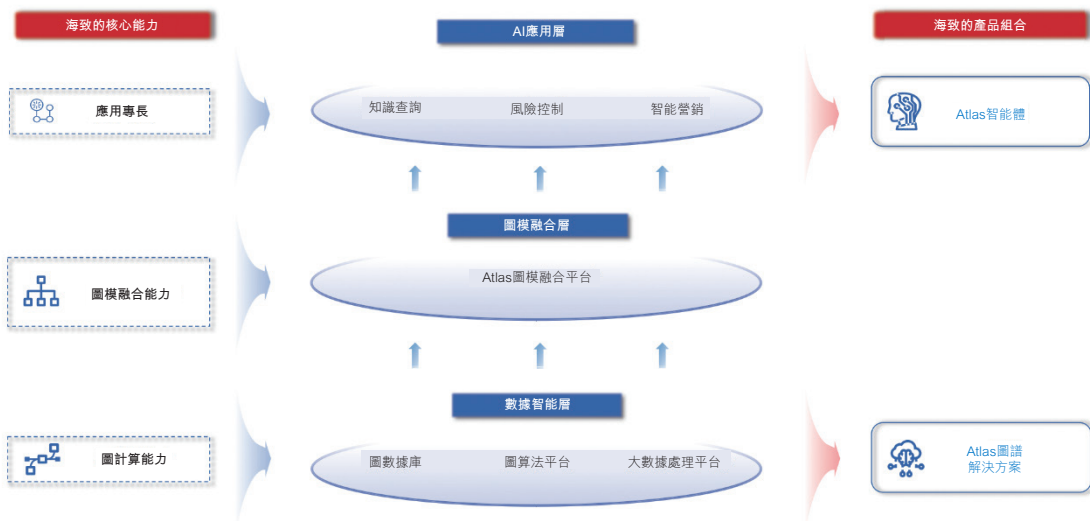 海致的核心能力
AI應用層
海致的產品組合
應用專長
知識查詢
風險控制
智能營銷
Atlas智能體
圖模融合層
圖模融合能力
Atlas圖模融合平台
數據智能層
圖計算能力
圖數據庫
圖算法平台
大數據處理平台
Atlas圖譜
解決方案